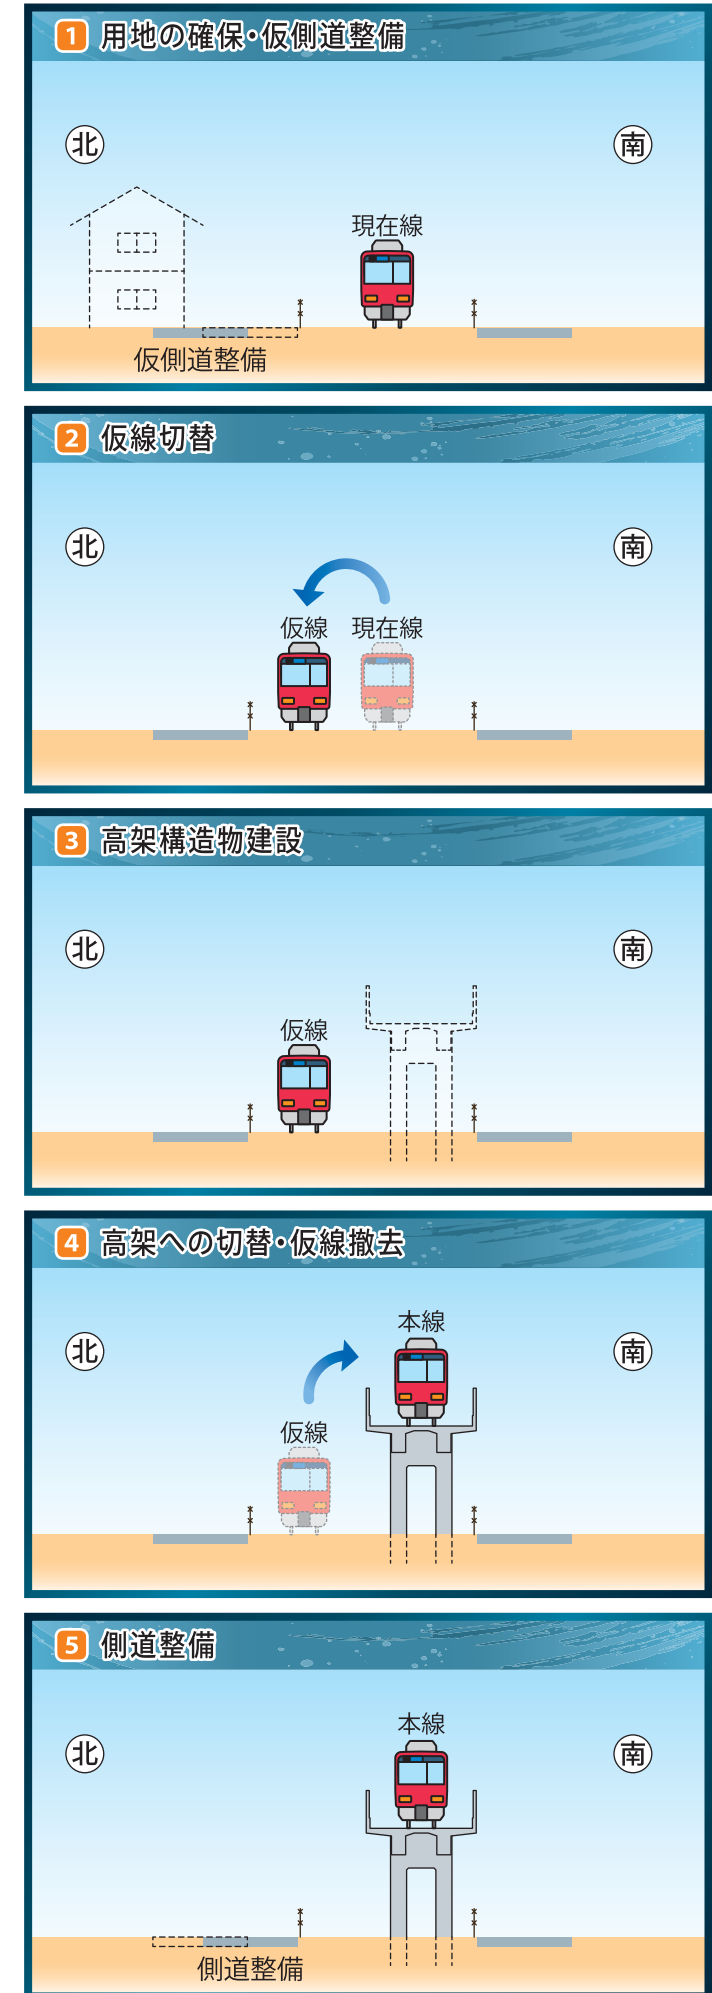 1 用地の確保・仮側道整備
北
南
現在線
仮側道整備
2 仮線切替
北
南
仮線
現在線
3 高架構造物建設
北
南
仮線
4 高架への切替・仮線撤去
本線
北
南
仮線
5 側道整備
本線
北
南
側道整備